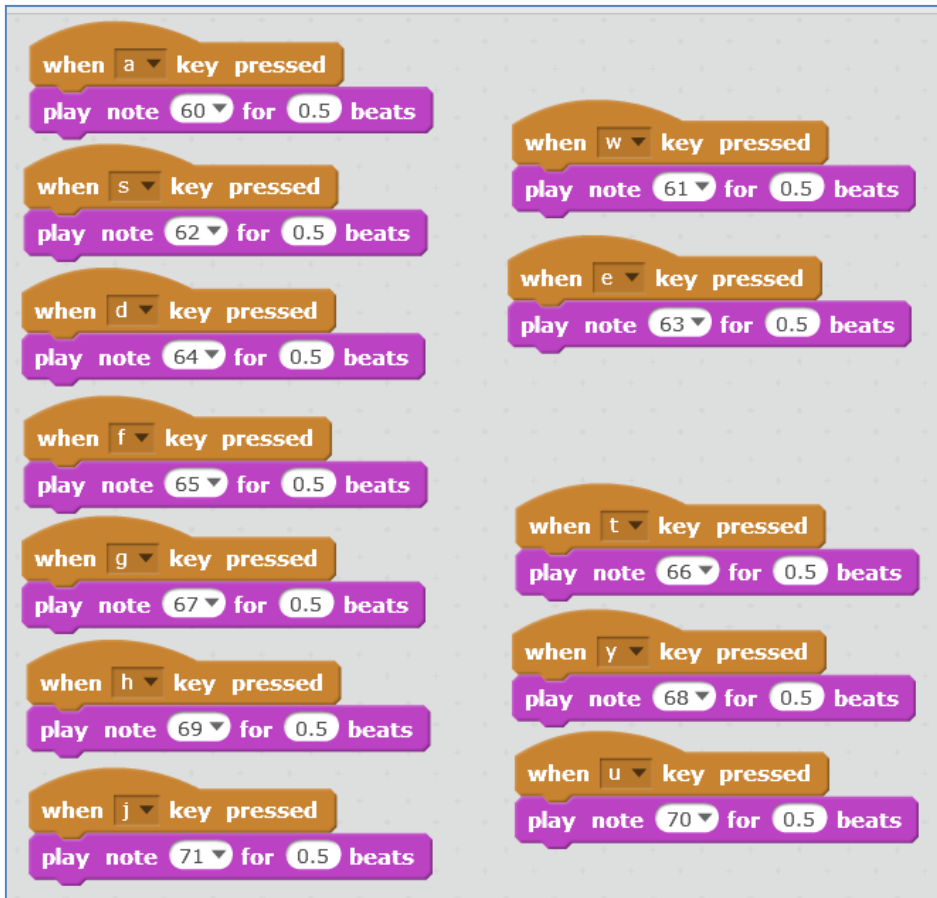 when a key pressed
play note 60 for 0.5 beats
when s key pressed
play note 62 for 0.5 beats
when d key pressed
play note 64 for 0.5 beats
when f key pressed
play note 65 for 0.5 beats
when g key pressed
play note 67 for 0.5 beats
when h key pressed
play note 69 for 0.5 beats
when j key pressed
play note 71 for 0.5 beats
when w key pressed
play note 61 for 0.5 beats
when e key pressed
play note 63 for 0.5 beats
when t key pressed
play note 66 for 0.5 beats
when y key pressed
play note 68 for 0.5 beats
when u key pressed
play note 70 for 0.5 beats